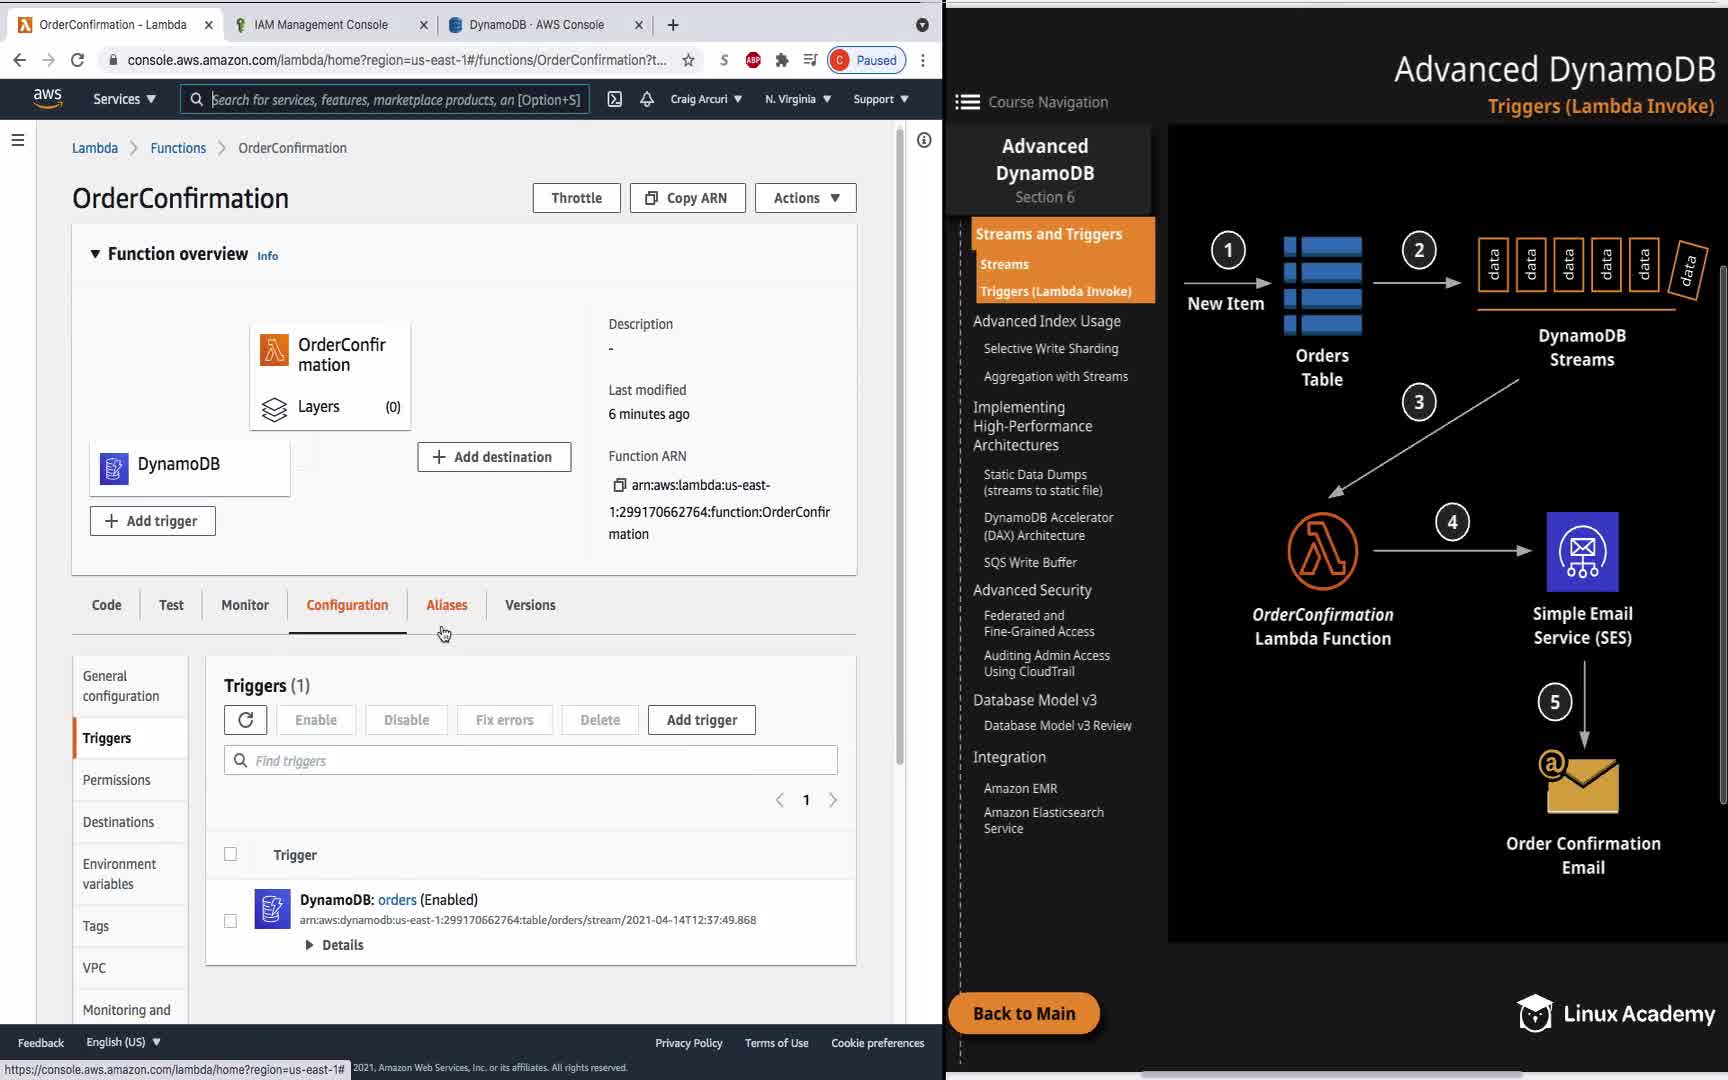 OrderConfirmation - Lambda
IAM Management Console
DynamoDB · AWS Console
console.aws.amazon.com/lambda/home?region=us-east-1#/functions/OrderConfirmation?t...
S
ABP
C Paused
aws
Services
Search for services, features, marketplace products, an [Option+S]
Craig Arcuri
N. Virginia
Support
Lambda
Functions
OrderConfirmation
OrderConfirmation
Throttle
Copy ARN
Actions
Function overview Info
OrderConfir
mation
Layers (0)
DynamoDB
Add trigger
Add destination
Description
-
Last modified
6 minutes ago
Function ARN
arn:aws:lambda:us-east-
1:299170662764:function:OrderConfir
mation
Code
Test
Monitor
Configuration
Aliases
Versions
General
configuration
Triggers
Permissions
Destinations
Environment
variables
Tags
VPC
Monitoring and
Triggers (1)
Enable
Disable
Fix errors
Delete
Add trigger
Find triggers
1
Trigger
DynamoDB: orders (Enabled)
arn:aws:dynamodb:us-east-1:299170662764:table/orders/stream/2021-04-14T12:37:49.868
Details
Feedback
English (US)
Privacy Policy
Terms of Use
Cookie preferences
https://console.aws.amazon.com/lambda/home?region=us-east-1#
2021, Amazon Web Services, Inc. or its affiliates. All rights reserved.
Advanced DynamoDB
Triggers (Lambda Invoke)
Course Navigation
Advanced
DynamoDB
Section 6
Streams and Triggers
Streams
Triggers (Lambda Invoke)
Advanced Index Usage
Selective Write Sharding
Aggregation with Streams
Implementing
High-Performance
Architectures
Static Data Dumps
(streams to static file)
DynamoDB Accelerator
(DAX) Architecture
SQS Write Buffer
Advanced Security
Federated and
Fine-Grained Access
Auditing Admin Access
Using CloudTrail
Database Model v3
Database Model v3 Review
Integration
Amazon EMR
Amazon Elasticsearch
Service
Back to Main
1
New Item
Orders
Table
2
data
data
data
data
data
data
DynamoDB
Streams
3
OrderConfirmation
Lambda Function
4
Simple Email
Service (SES)
5
@
Order Confirmation
Email
Linux Academy